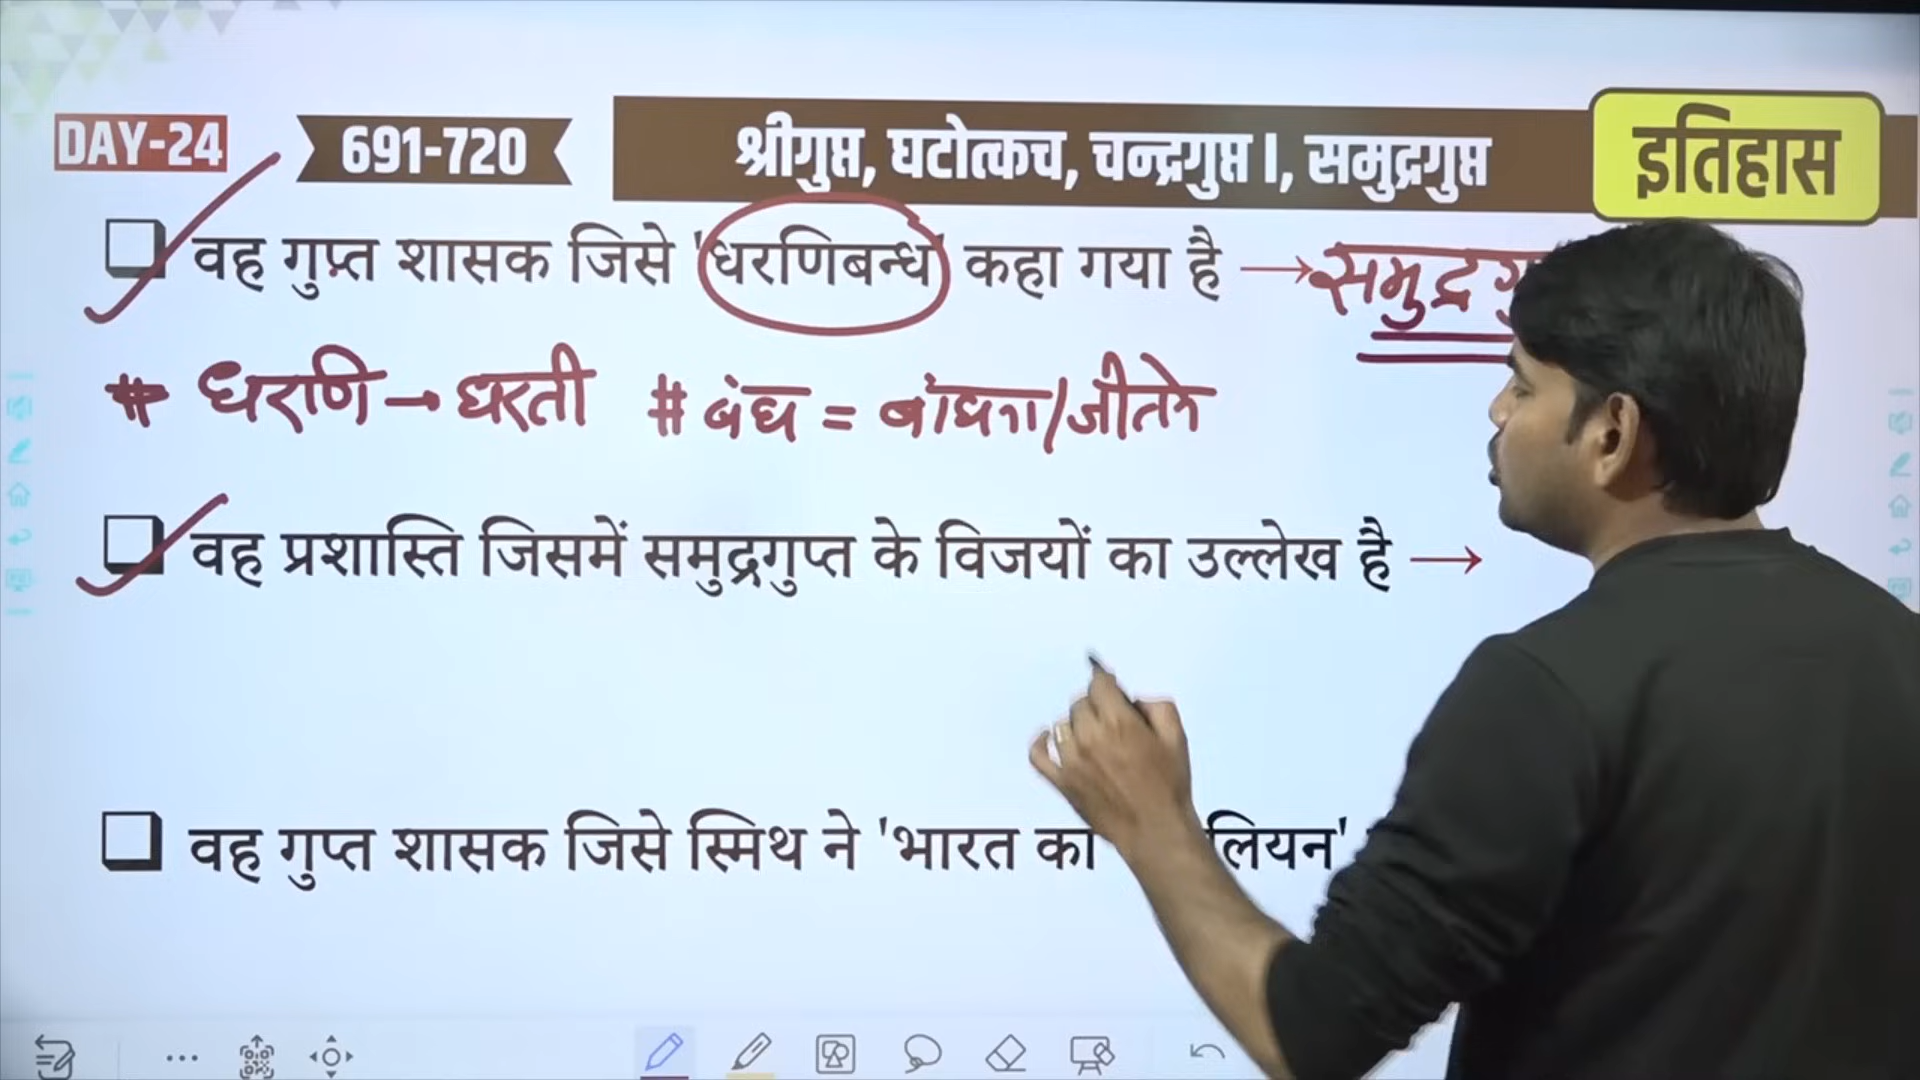 DAY-24 691-720 श्रीगुप्त, घटोत्कच, चन्द्रगुप्त I, समुद्रगुप्त इतिहास
वह गुप्त शासक जिसे 'धरणिबन्ध' कहा गया है → समुद्रगु
# धरणि → धरती # बंध = बांधना/जीतने
वह प्रशास्ति जिसमें समुद्रगुप्त के विजयों का उल्लेख है →
वह गुप्त शासक जिसे स्मिथ ने 'भारत का लियन'